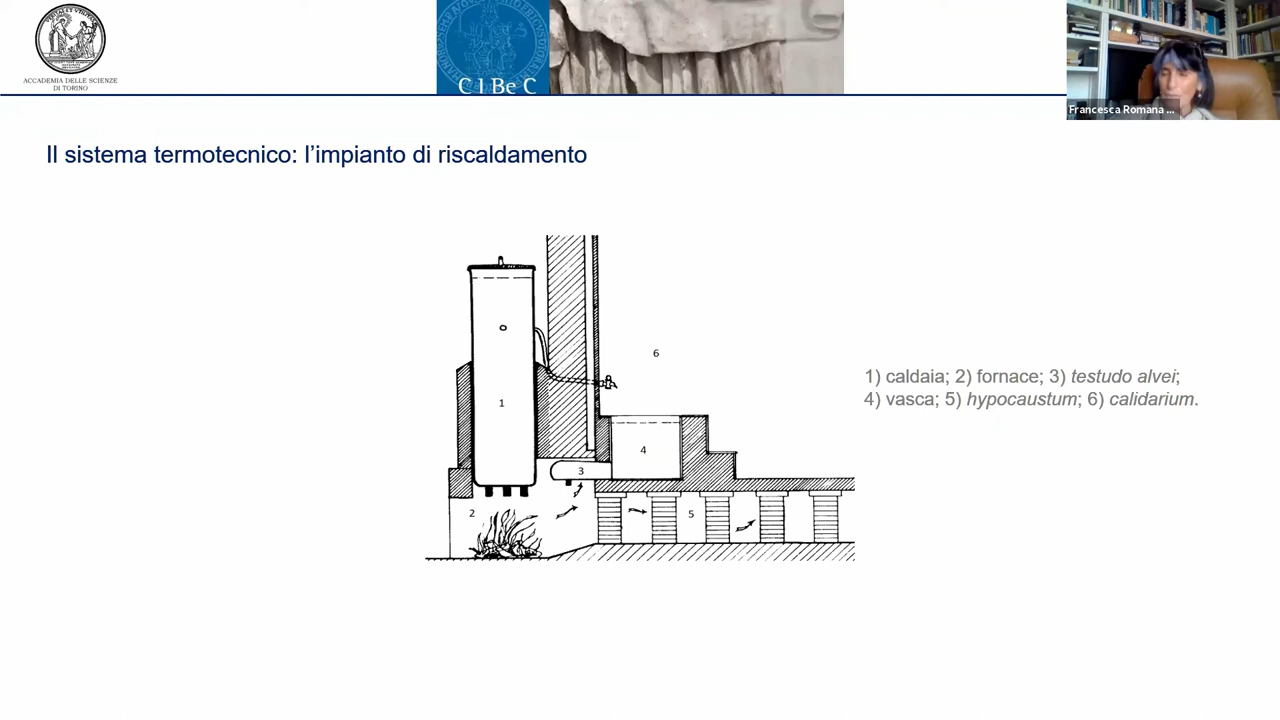 ACCADEMIA DELLE SCIENZE
DI TORINO
C I Be C
Francesca Romana ...
Il sistema termotecnico: l'impianto di riscaldamento
6
1
4
3
2
5
1) caldaia; 2) fornace; 3) testudo alvei;
4) vasca; 5) hypocaustum; 6) calidarium.